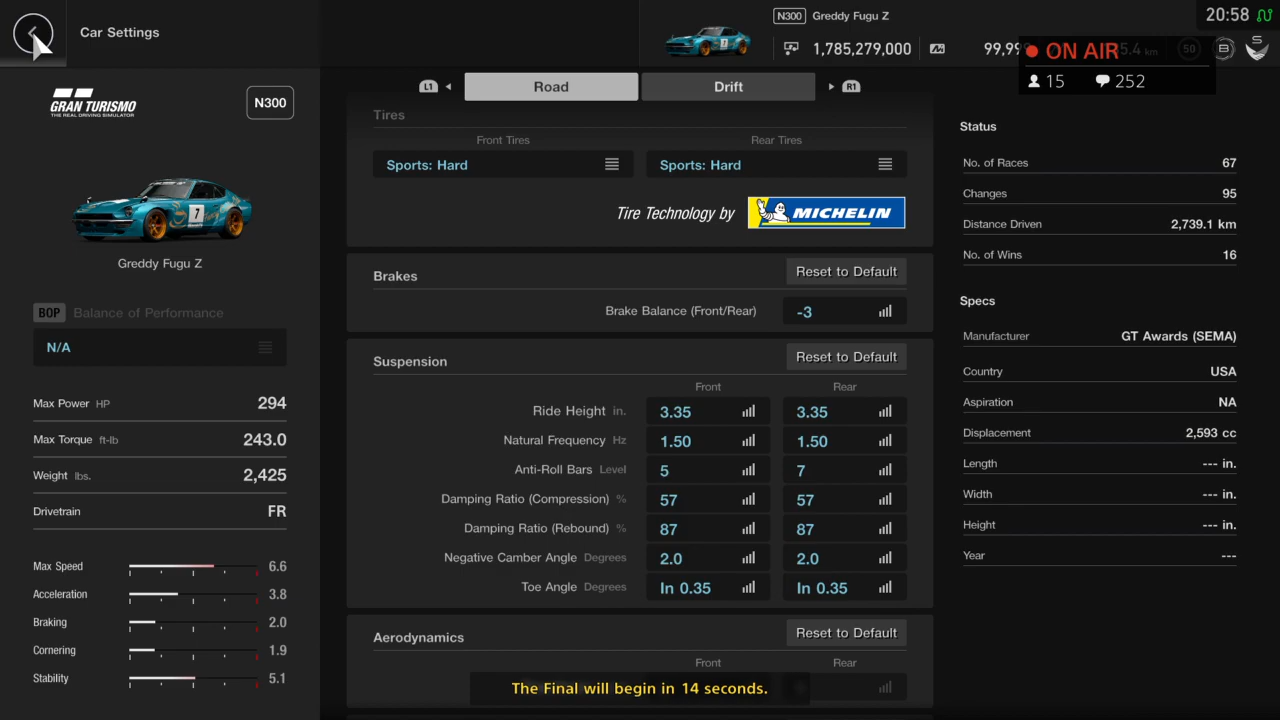 Car Settings
N300 Greddy Fugu Z
1,785,279,000
99,99
5.4 km
50
B
S
20:58
ON AIR
15 252
L1 Road Drift R1
GRAN TURISMO
THE REAL DRIVING SIMULATOR
N300
7
Greddy Fugu Z
BOP Balance of Performance
N/A
Max Power HP 294
Max Torque ft-lb 243.0
Weight lbs. 2,425
Drivetrain FR
Max Speed 6.6
Acceleration 3.8
Braking 2.0
Cornering 1.9
Stability 5.1
Tires
Front Tires Rear Tires
Sports: Hard Sports: Hard
Tire Technology by MICHELIN
Brakes Reset to Default
Brake Balance (Front/Rear) -3
Suspension Reset to Default
Front Rear
Ride Height in. 3.35 3.35
Natural Frequency Hz 1.50 1.50
Anti-Roll Bars Level 5 7
Damping Ratio (Compression) % 57 57
Damping Ratio (Rebound) % 87 87
Negative Camber Angle Degrees 2.0 2.0
Toe Angle Degrees In 0.35 In 0.35
Aerodynamics Reset to Default
Front Rear
The Final will begin in 14 seconds.
Status
No. of Races 67
Changes 95
Distance Driven 2,739.1 km
No. of Wins 16
Specs
Manufacturer GT Awards (SEMA)
Country USA
Aspiration NA
Displacement 2,593 cc
Length --- in.
Width --- in.
Height --- in.
Year ---